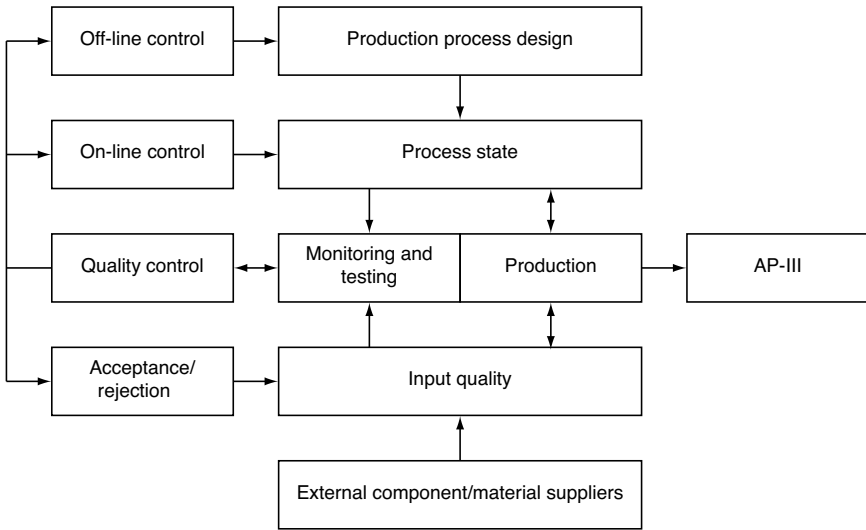 Off-line control
Production process design
On-line control
Process state
Quality control
Monitoring and
testing
Production
AP-III
Acceptance/
rejection
Input quality
External component/material suppliers